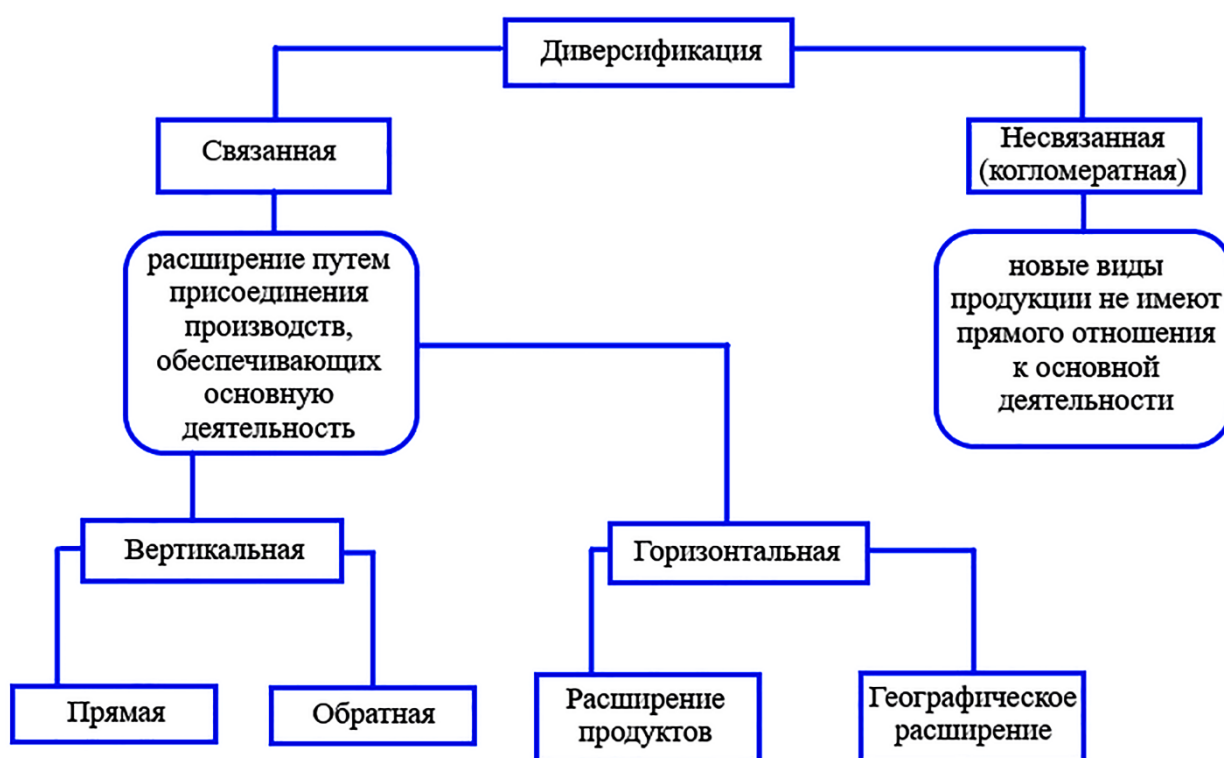 Диверсификация
Связанная
Несвязанная
(когломератная)
расширение путем
присоединения
производств,
обеспечивающих
основную
деятельность
новые виды
продукции не имеют
прямого отношения
к основной
деятельности
Вертикальная
Горизонтальная
Прямая
Обратная
Расширение
продуктов
Географическое
расширение